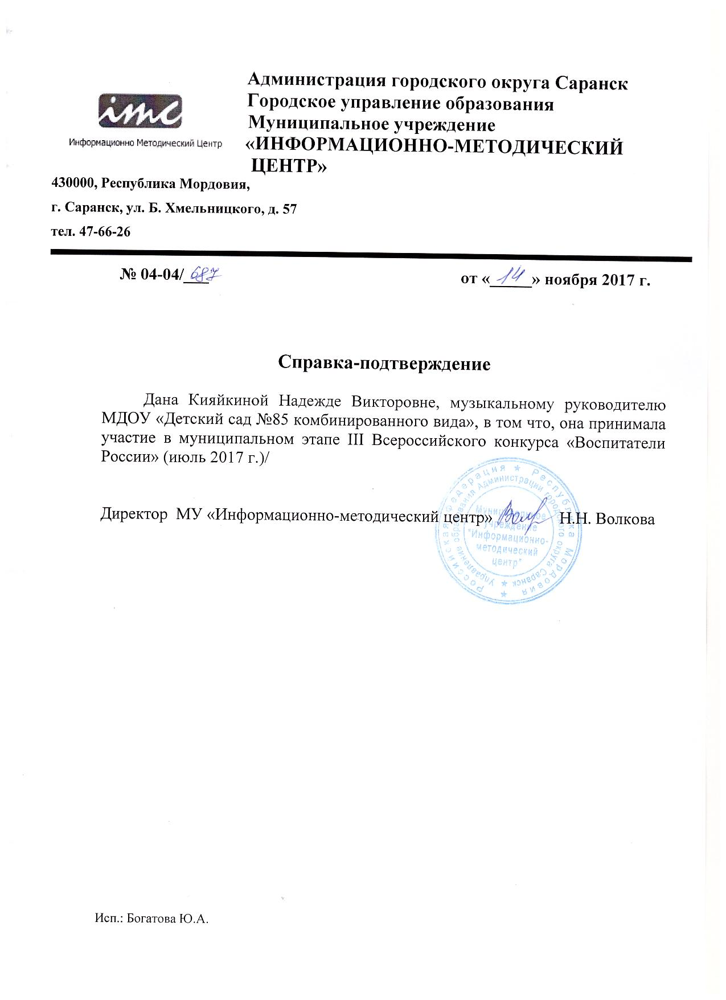 imc
Информационно Методический Центр
Администрация городского округа Саранск
Городское управление образования
Муниципальное учреждение
«ИНФОРМАЦИОННО-МЕТОДИЧЕСКИЙ
ЦЕНТР»
430000, Республика Мордовия,
г. Саранск, ул. Б. Хмельницкого, д. 57
тел. 47-66-26
№ 04-04/687 от «14» ноября 2017 г.
Справка-подтверждение
Дана Кияйкиной Надежде Викторовне, музыкальному руководителю
МДОУ «Детский сад №85 комбинированного вида», в том что, она принимала
участие в муниципальном этапе III Всероссийского конкурса «Воспитатели
России» (июль 2017 г.)/
Директор МУ «Информационно-методический центр» Н.Н. Волкова
Российская Федерация ★ Республика Мордовия ★
Управление образования Администрации городского округа Саранск ★
Муниципальное
учреждение
"Информационно-
методический
центр"
Исп.: Богатова Ю.А.